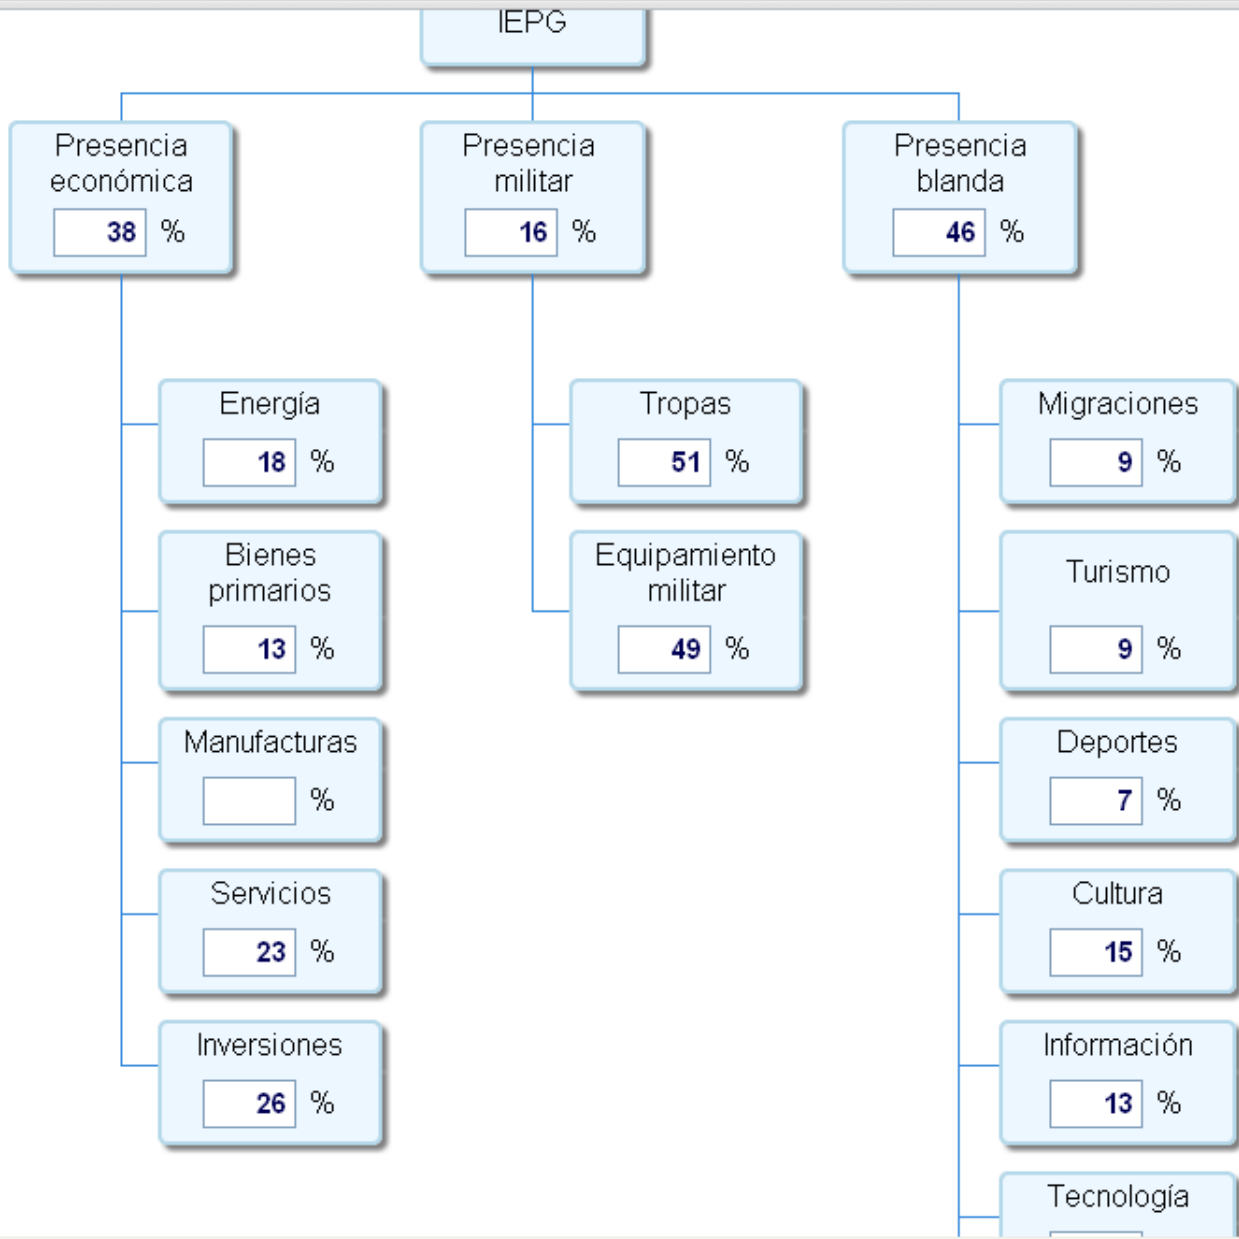 IEPG
Presencia
económica
38 %
Presencia
militar
16 %
Presencia
blanda
46 %
Energía
18 %
Bienes
primarios
13 %
Manufacturas
%
Servicios
23 %
Inversiones
26 %
Tropas
51 %
Equipamiento
militar
49 %
Migraciones
9 %
Turismo
9 %
Deportes
7 %
Cultura
15 %
Información
13 %
Tecnología